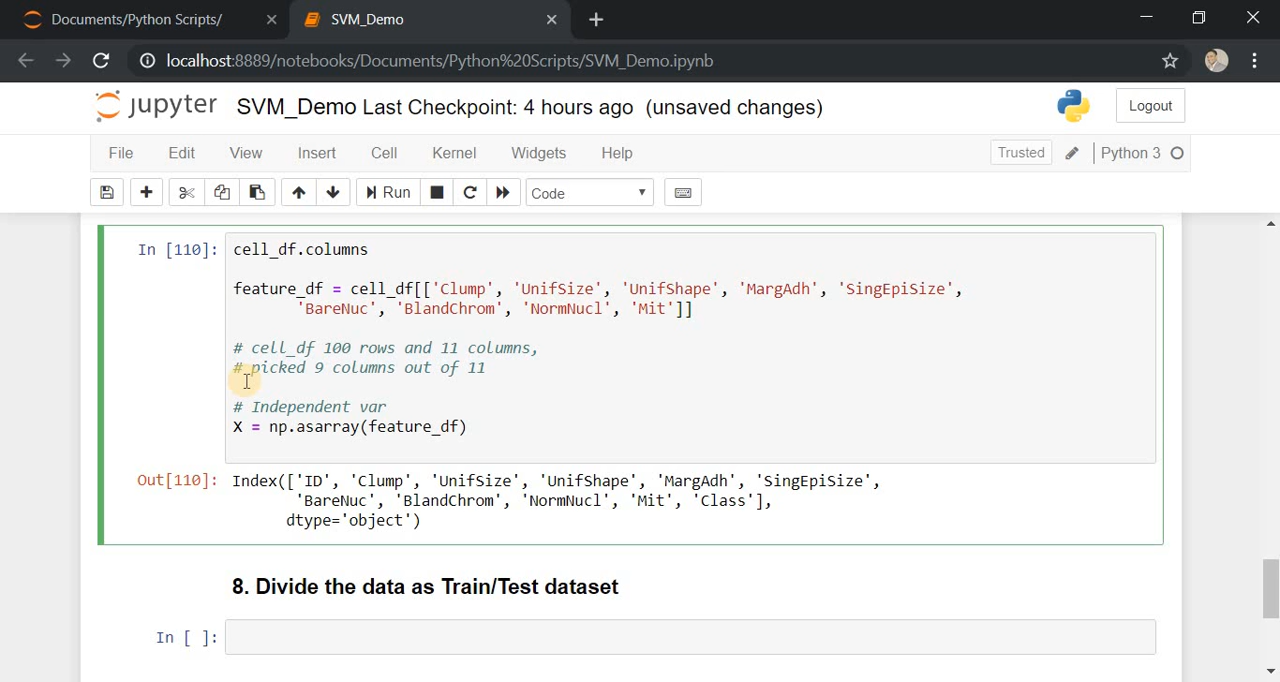 Documents/Python Scripts/
SVM_Demo
localhost:8889/notebooks/Documents/Python%20Scripts/SVM_Demo.ipynb
jupyter SVM_Demo Last Checkpoint: 4 hours ago (unsaved changes) Logout
File Edit View Insert Cell Kernel Widgets Help Trusted Python 3
Run Code
In [110]: cell_df.columns
feature_df = cell_df[['Clump', 'UnifSize', 'UnifShape', 'MargAdh', 'SingEpiSize',
'BareNuc', 'BlandChrom', 'NormNucl', 'Mit']]
# cell_df 100 rows and 11 columns,
# picked 9 columns out of 11
# Independent var
X = np.asarray(feature_df)
Out[110]: Index(['ID', 'Clump', 'UnifSize', 'UnifShape', 'MargAdh', 'SingEpiSize',
'BareNuc', 'BlandChrom', 'NormNucl', 'Mit', 'Class'],
dtype='object')
8. Divide the data as Train/Test dataset
In [ ]: